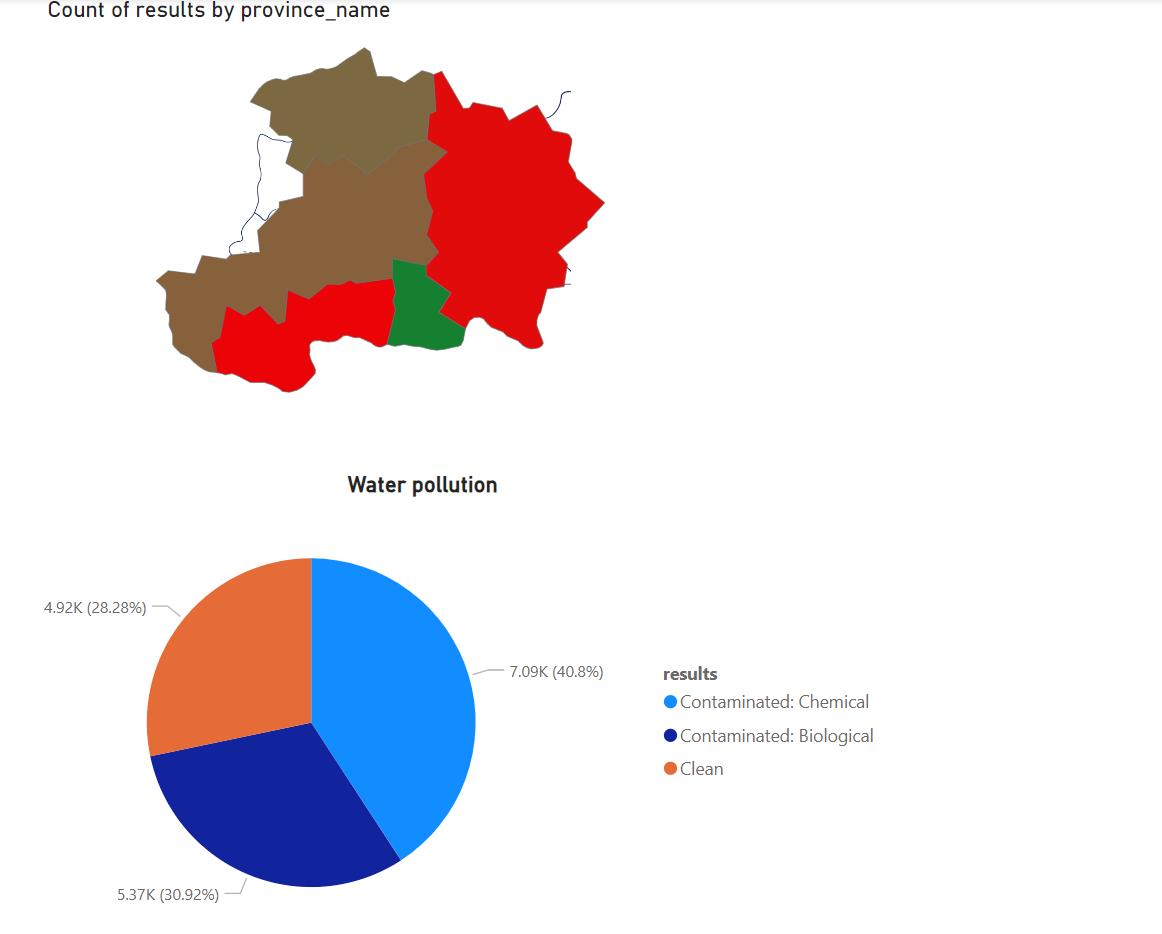 Count of results by province_name
Water pollution
4.92K (28.28%)
7.09K (40.8%)
5.37K (30.92%)
results
Contaminated: Chemical
Contaminated: Biological
Clean